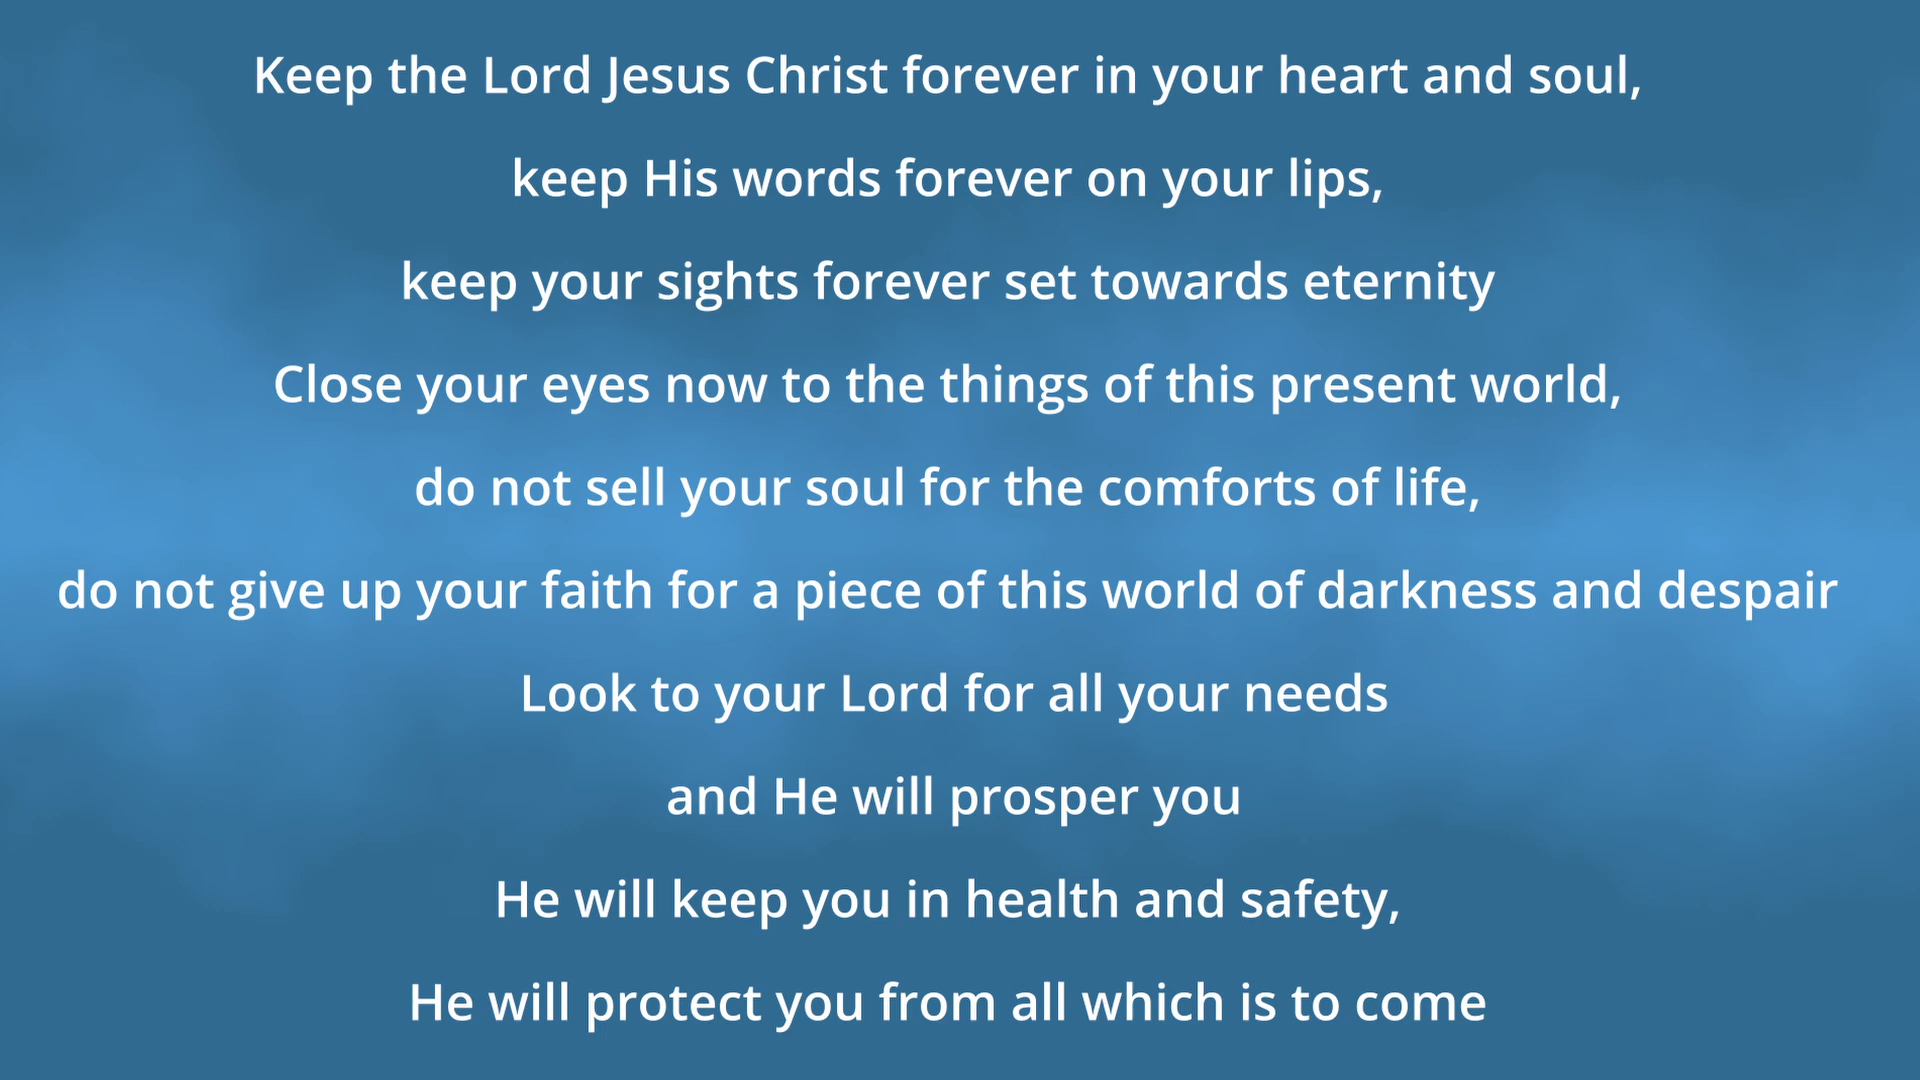 Keep the Lord Jesus Christ forever in your heart and soul,
keep His words forever on your lips,
keep your sights forever set towards eternity
Close your eyes now to the things of this present world,
do not sell your soul for the comforts of life,
do not give up your faith for a piece of this world of darkness and despair
Look to your Lord for all your needs
and He will prosper you
He will keep you in health and safety,
He will protect you from all which is to come